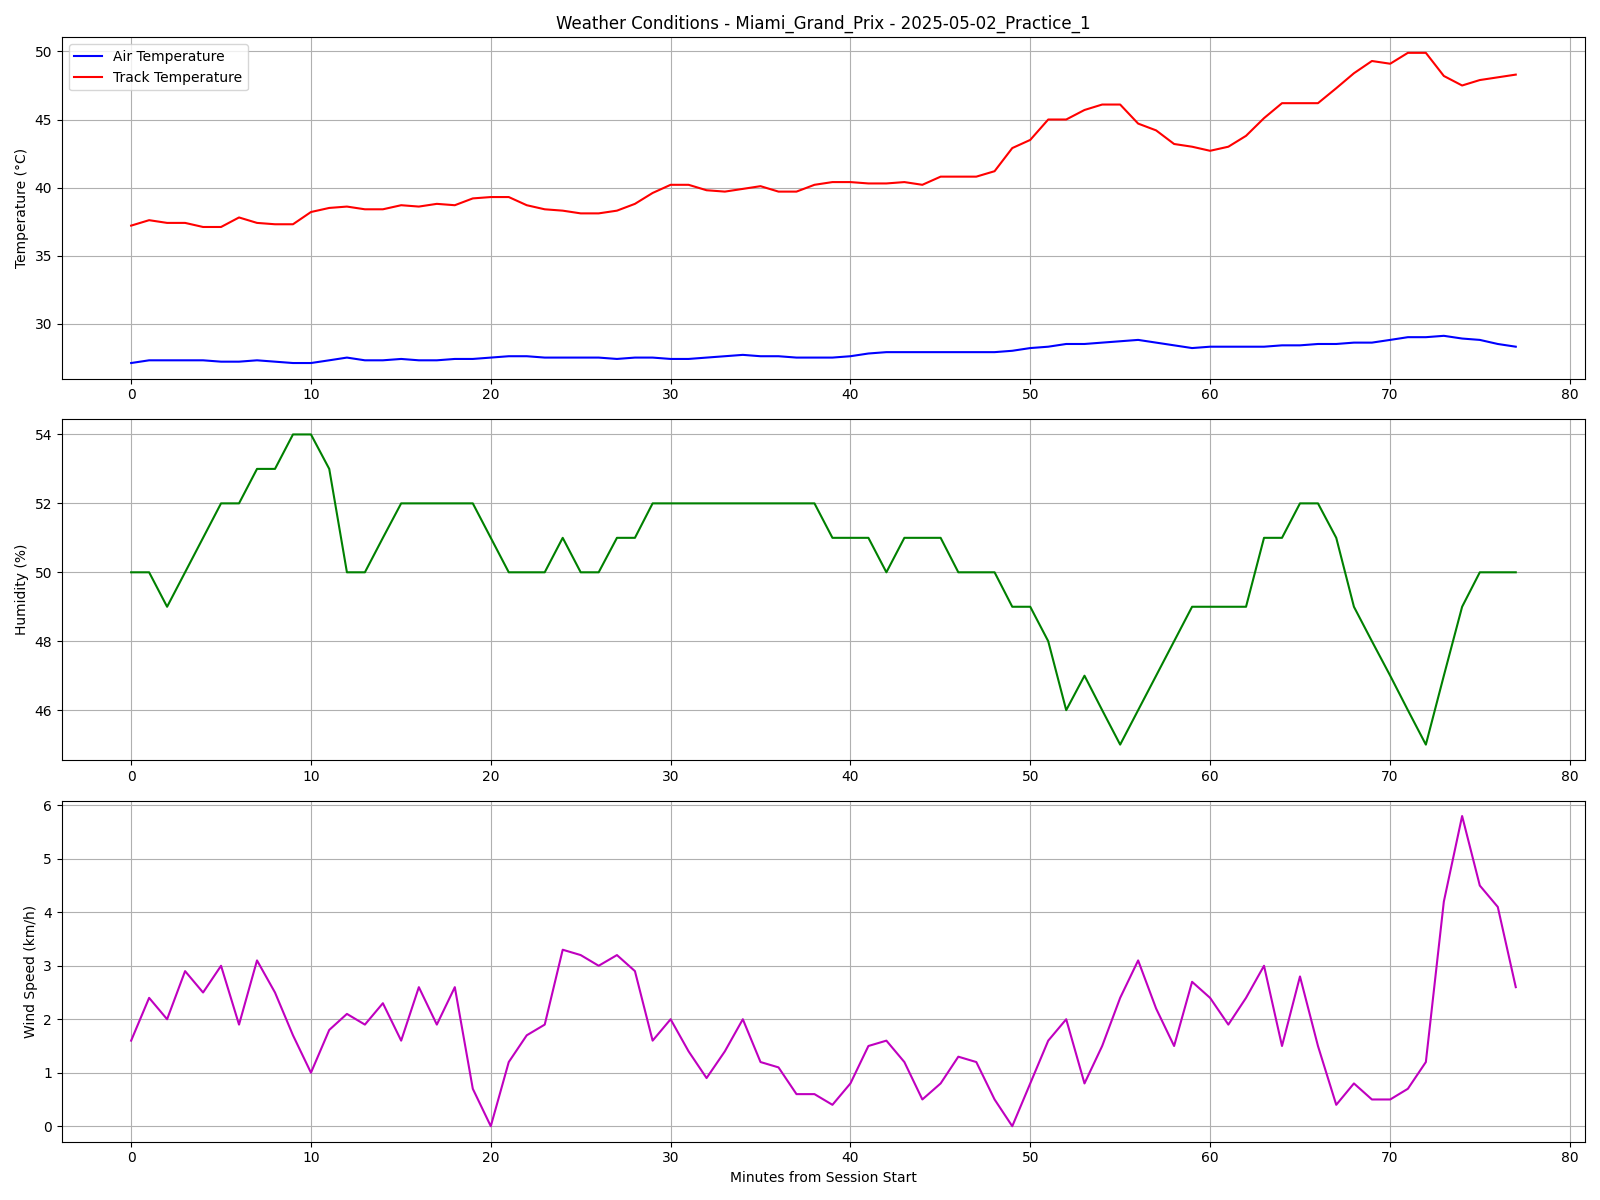 Weather Conditions - Miami_Grand_Prix - 2025-05-02_Practice_1
Air Temperature
Track Temperature
Temperature (°C)
50
45
40
35
30
0 10 20 30 40 50 60 70 80
Humidity (%)
54
52
50
48
46
0 10 20 30 40 50 60 70 80
Wind Speed (km/h)
6
5
4
3
2
1
0
0 10 20 30 40 50 60 70 80
Minutes from Session Start